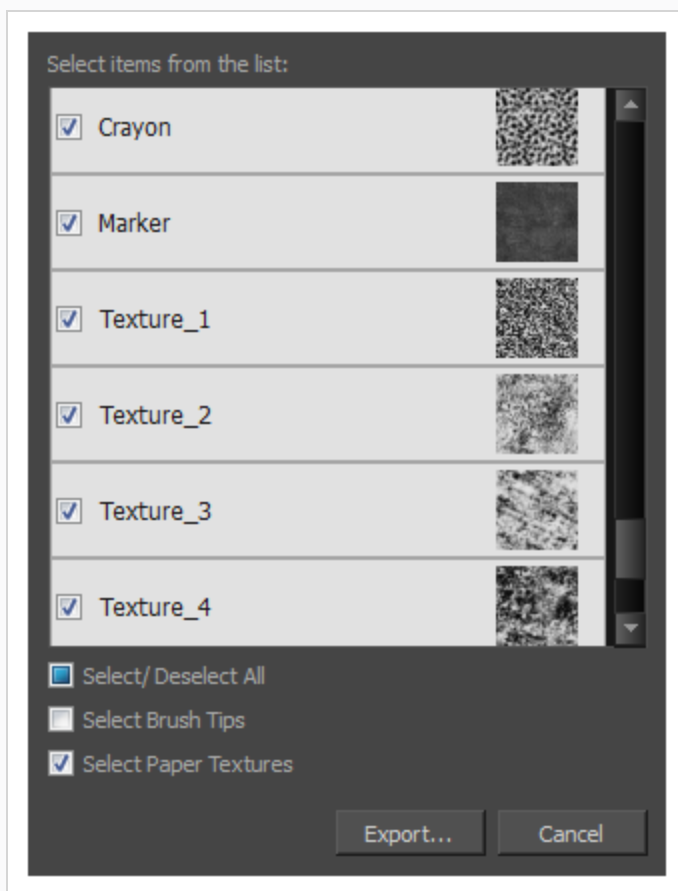 Select items from the list:
Crayon
Marker
Texture_1
Texture_2
Texture_3
Texture_4
Select/ Deselect All
Select Brush Tips
Select Paper Textures
Export... Cancel